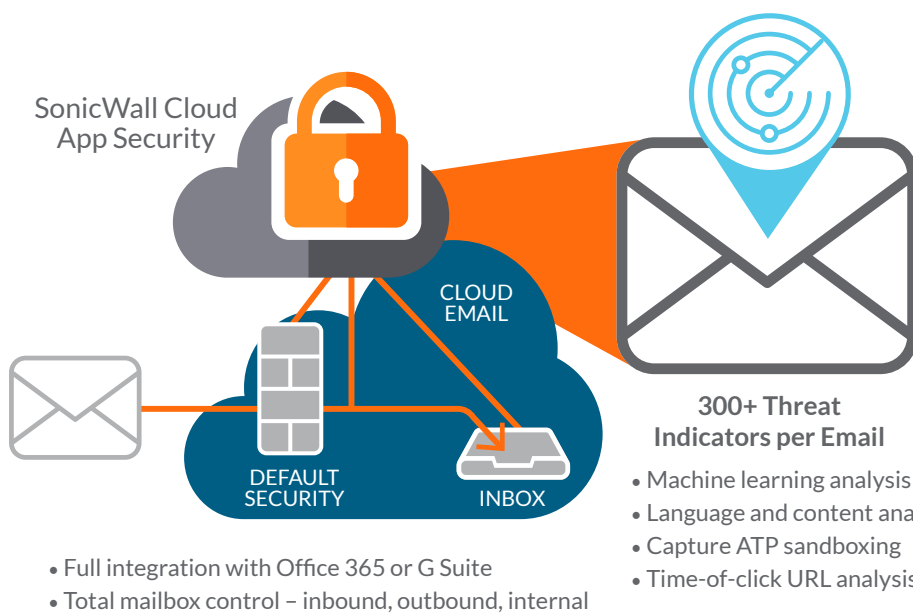 SonicWall Cloud
App Security
CLOUD
EMAIL
DEFAULT
SECURITY
INBOX
300+ Threat
Indicators per Email
• Machine learning analysis
• Language and content
• Capture ATP sandboxing
• Time-of-click URL analysis
• Full integration with Office 365 or G Suite
• Total mailbox control – inbound, outbound, internal